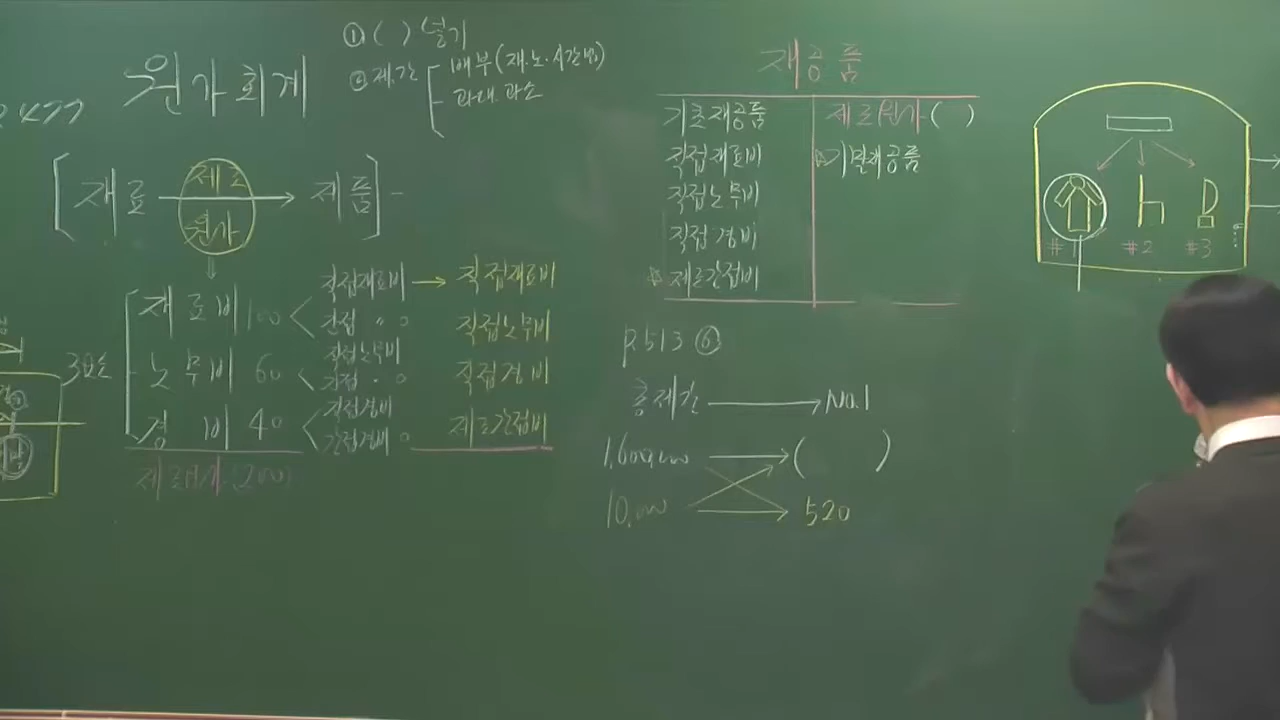 원가회계
① ( ) 넣기
② 제.간 배부(재.노.시간법)
과대.과소
재료 제조원가 제품
3요소
재료비 100
노무비 60
경비 40
제조원가(200)
직접재료비
간접 〃
직접노무비
간접 〃
직접경비
간접경비
직접재료비
직접노무비
직접경비
제조간접비
재공품
기초재공품
직접재료비
직접노무비
직접경비
제조간접비
제조원가( )
기말재공품
P.513 ⑥
총제간 No.1
1,600,000 ( )
10,000 520
#1 #2 #3